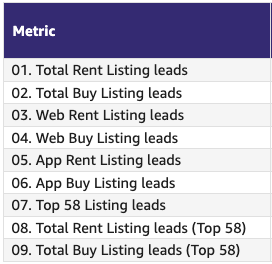 Metric
01. Total Rent Listing leads
02. Total Buy Listing leads
03. Web Rent Listing leads
04. Web Buy Listing leads
05. App Rent Listing leads
06. App Buy Listing leads
07. Top 58 Listing leads
08. Total Rent Listing leads (Top 58)
09. Total Buy Listing leads (Top 58)